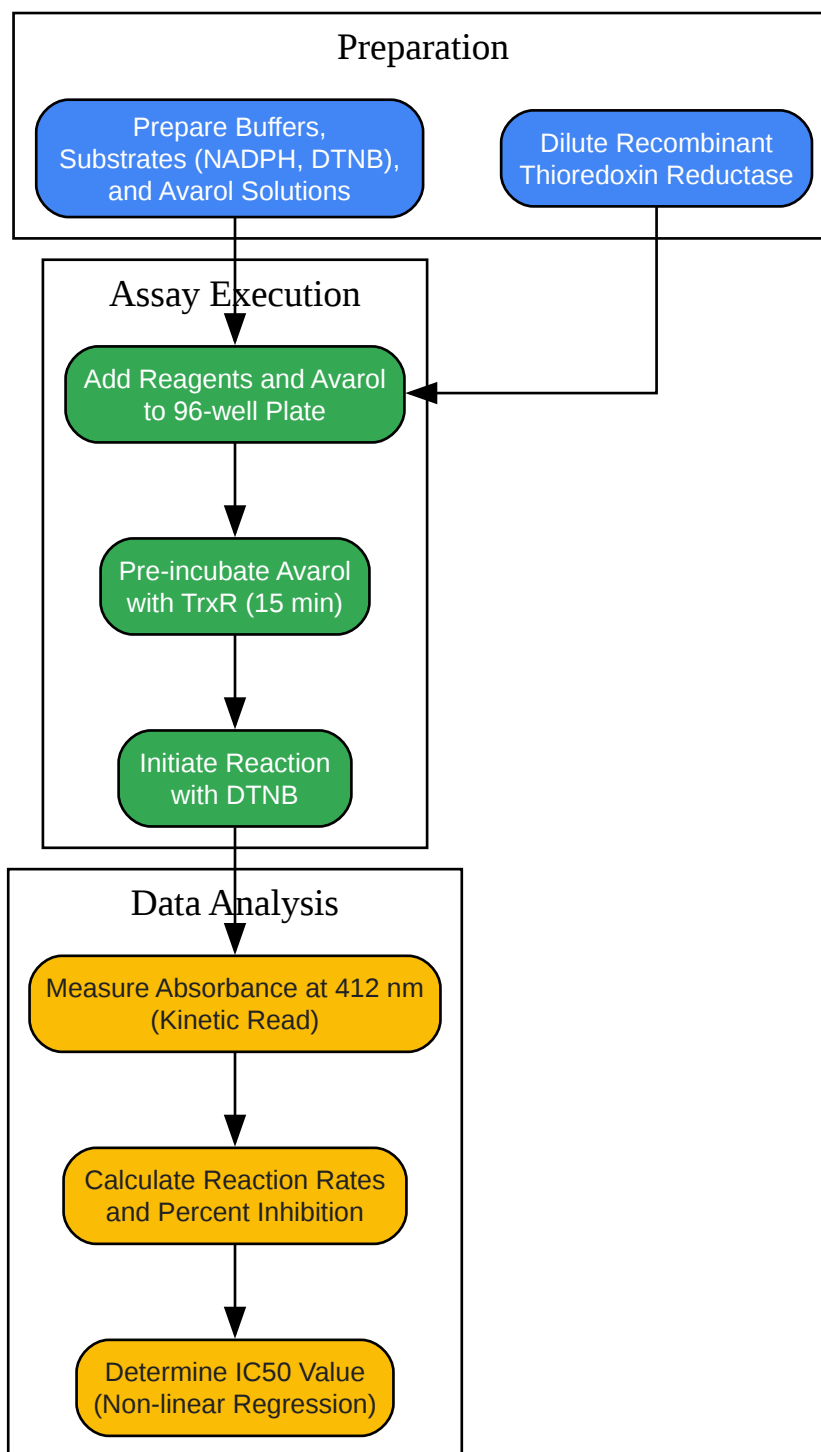 Preparation
Prepare Buffers,
Substrates (NADPH, DTNB),
and Avarol Solutions
Dilute Recombinant
Thioredoxin Reductase
Assay Execution
Add Reagents and Avarol
to 96-well Plate
Pre-incubate Avarol
with TrxR (15 min)
Initiate Reaction
with DTNB
Data Analysis
Measure Absorbance at 412 nm
(Kinetic Read)
Calculate Reaction Rates
and Percent Inhibition
Determine IC50 Value
(Non-linear Regression)